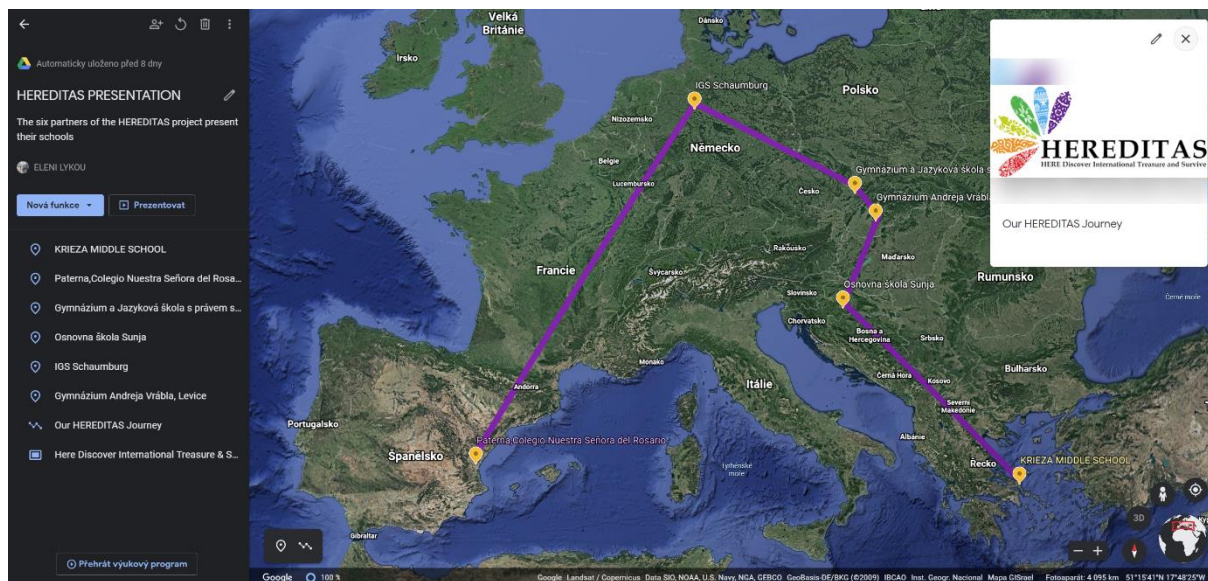 Automaticky uloženo před 8 dny
HEREDITAS PRESENTATION
The six partners of the HEREDITAS project present
their schools
ELENI LYKOU
Nová funkce
Prezentovat
KRIEZA MIDDLE SCHOOL
Paterna,Colegio Nuestra Señora del Rosa...
Gymnázium a Jazyková škola s právem s...
Osnovna škola Sunja
IGS Schaumburg
Gymnázium Andreja Vrábla, Levice
Our HEREDITAS Journey
Here Discover International Treasure & S...
Přehrát výukový program
Velká
Británie
Dánsko
Irsko
IGS Schaumburg
Polsko
Nizozemsko
Německo
Belgie
Lucembursko
Česko
Gymnázium a Jazyková škola s
Gymnázium Andreja Vrábl
Rakousko
Maďarsko
Francie
Švýcarsko
Slovinsko
Osnovna škola Sunja
Rumunsko
Černé moře
Chorvatsko
Bosna a
Hercegovina
Srbsko
Monako
Itálie
Černá Hora
Kosovo
Bulharsko
Andorra
Severní
Makedonie
Portugalsko
Albánie
Španělsko
Paterna,Colegio Nuestra Señora del Rosario
Tyrhénské
moře
Řecko
KRIEZA MIDDLE SCHOOL
Gibraltar
HEREDITAS
HERE Discover International Treasure and Survive
Our HEREDITAS Journey
3D
Google
100 %
Google Landsat / Copernicus Data SIO, NOAA, U.S. Navy, NGA, GEBCO GeoBasis-DE/BKG (©2009) IBCAO Inst. Geogr. Nacional Mapa GISrael Fotoaparát: 4 095 km 51°15'41"N 17°48'25"W